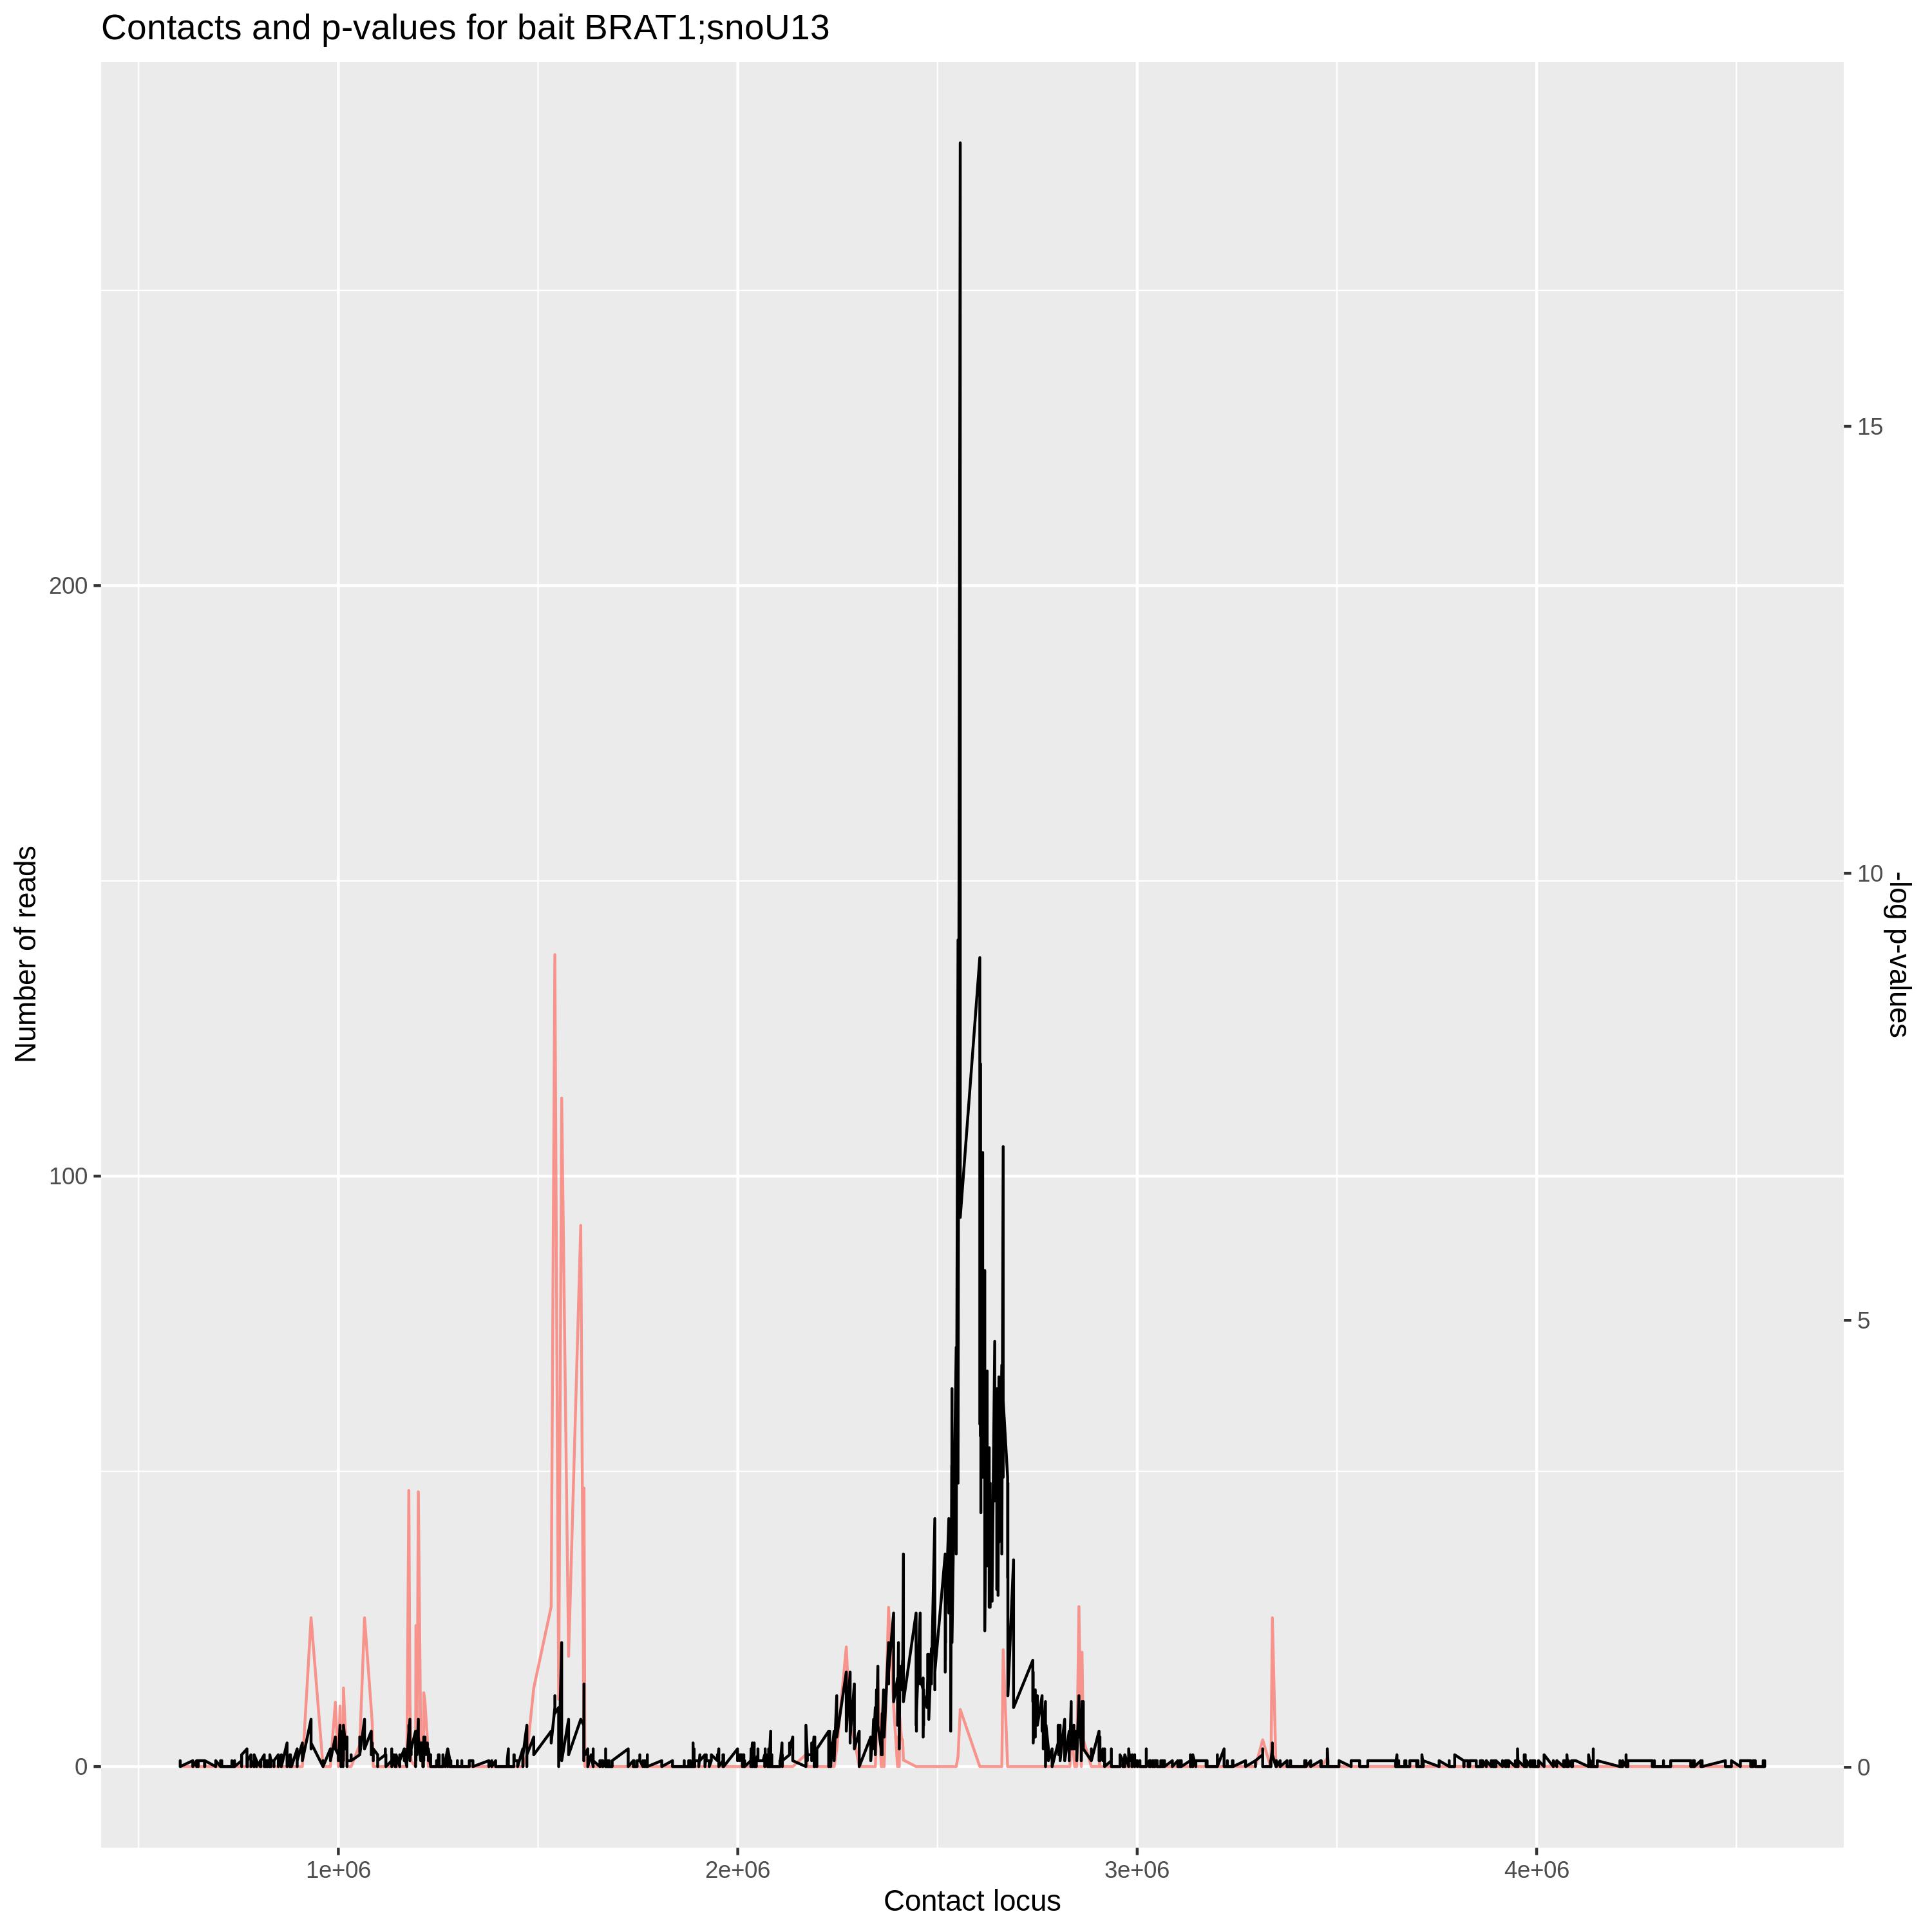 Contacts and p-values for bait BRAT1;snoU13
Number of reads
200
100
0
15
10
5
0
-log p-values
1e+06
2e+06
3e+06
4e+06
Contact locus